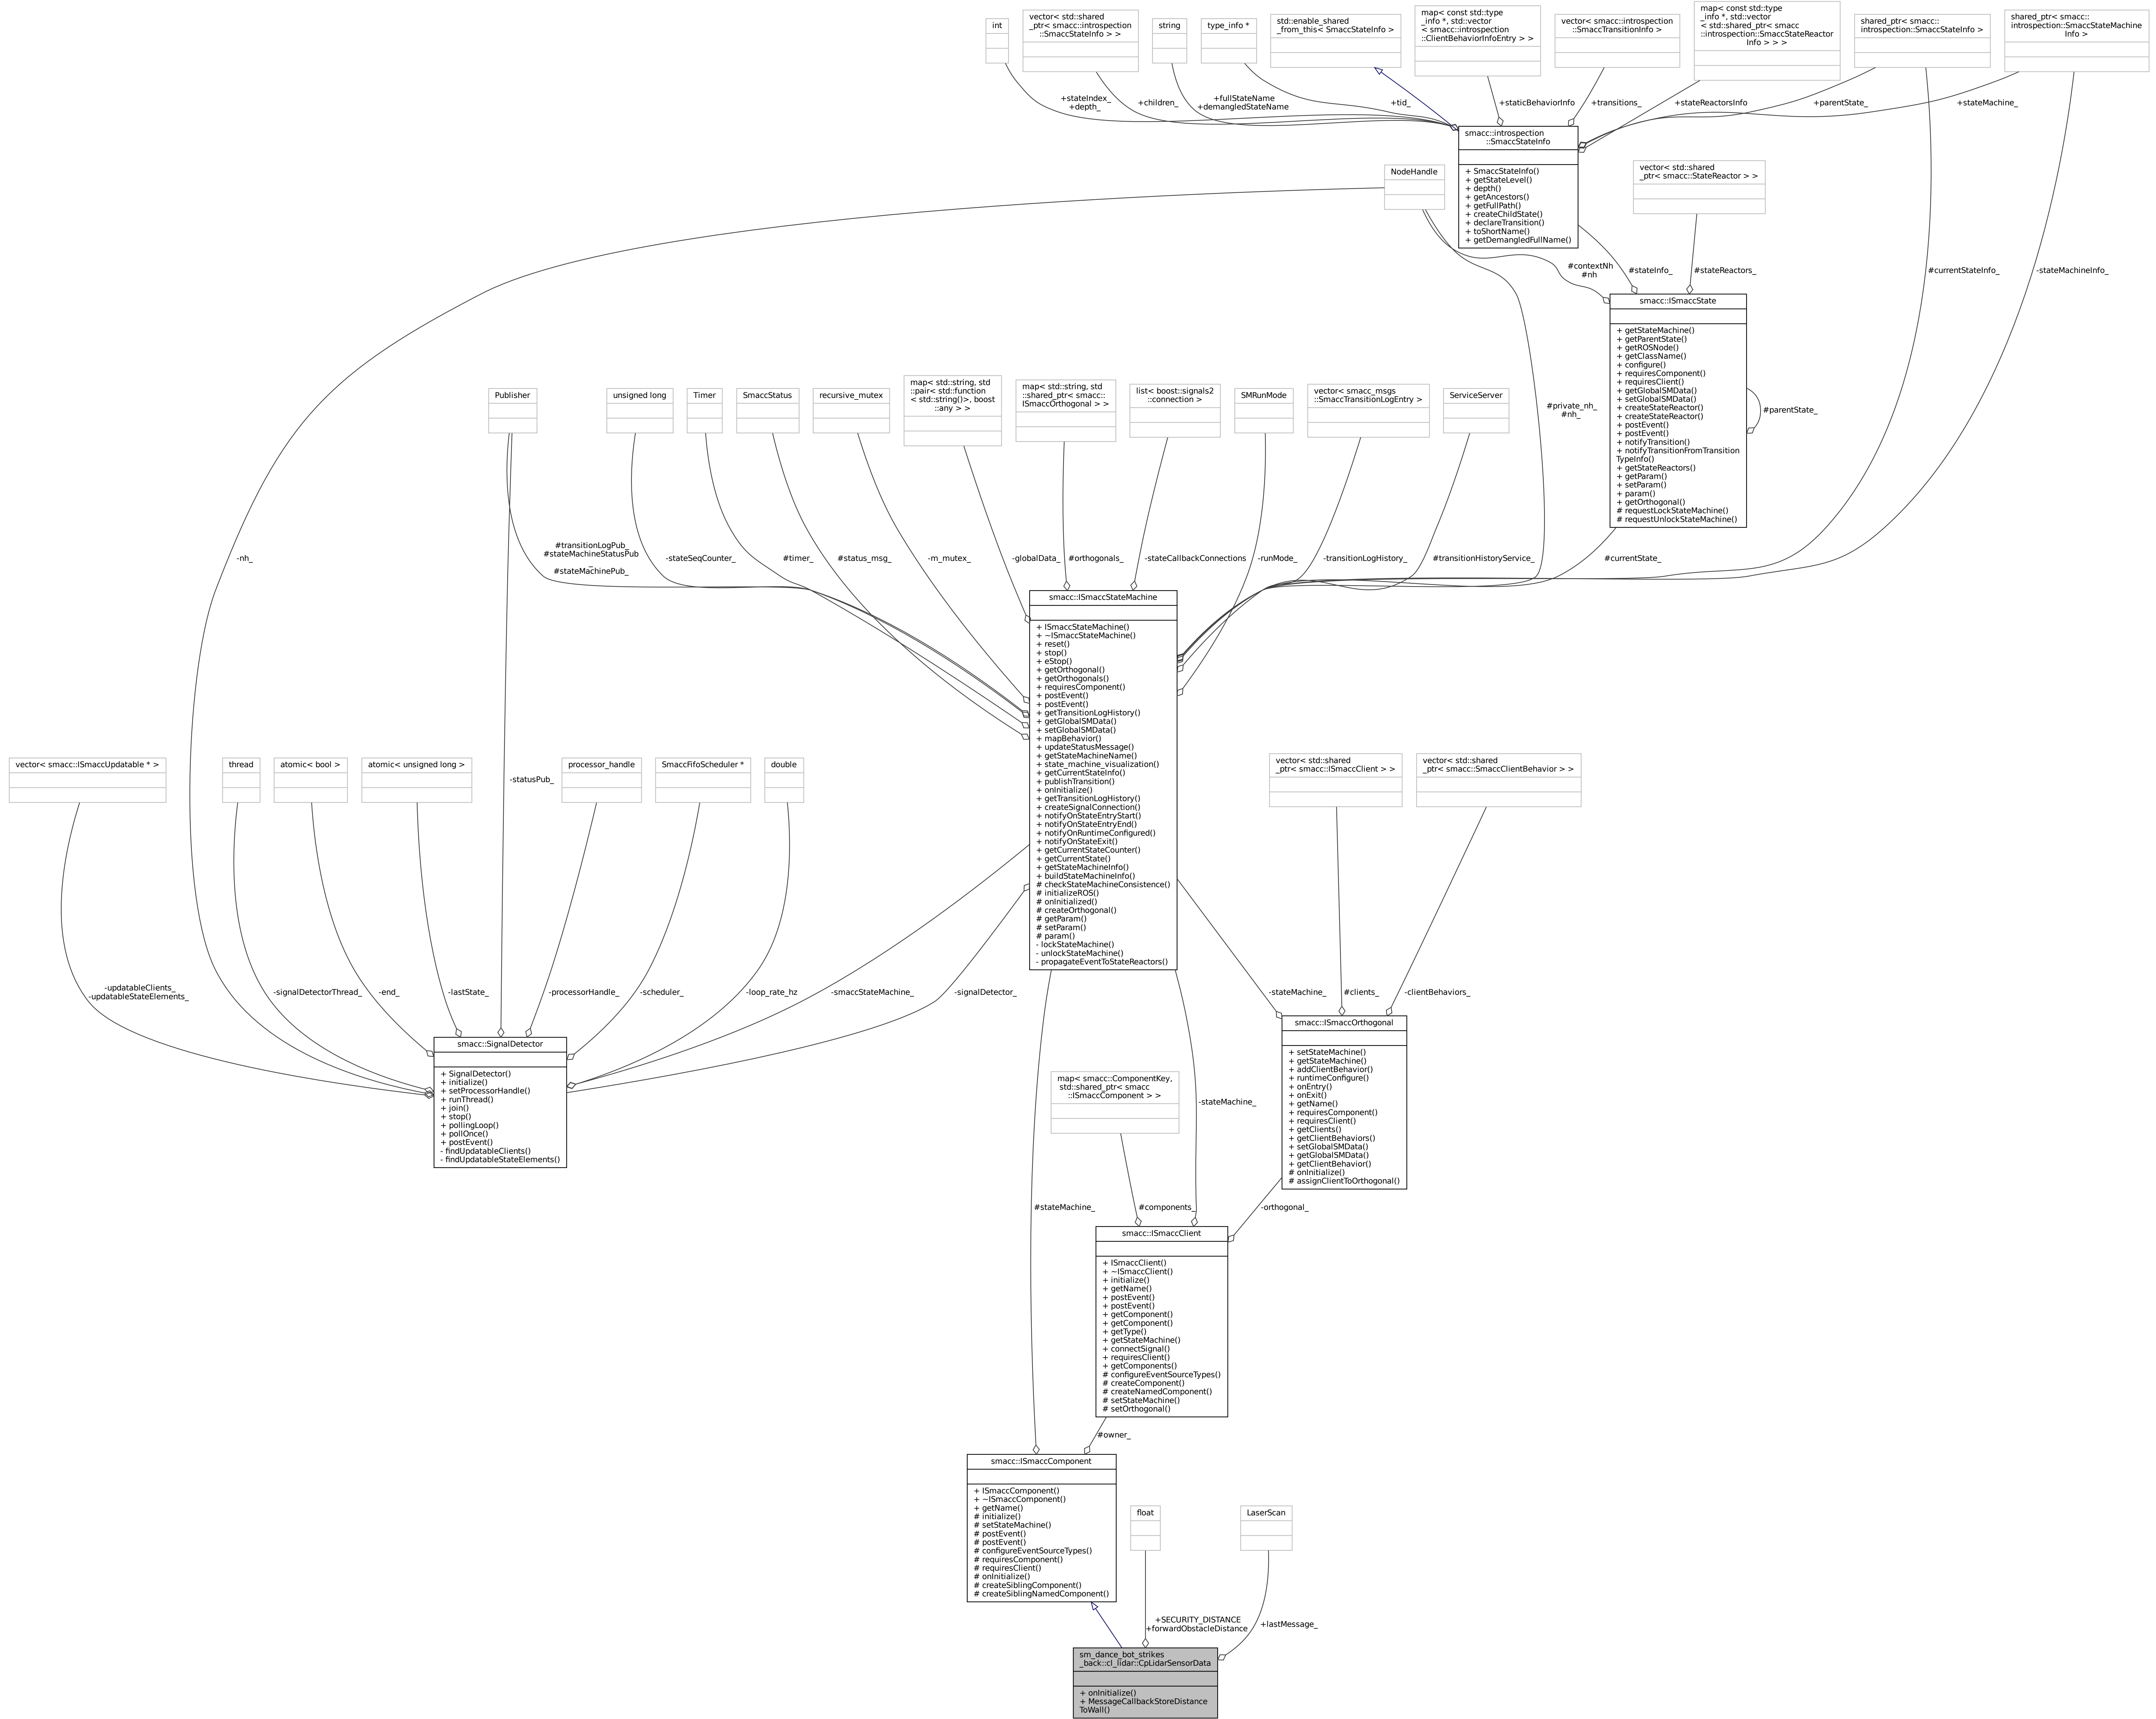 int
vector< std::shared
_ptr< smacc::introspection
::SmaccStateInfo > >
string
type_info *
std::enable_shared
_from_this< SmaccStateInfo >
map< const std::type
_info *, std::vector
< smacc::introspection
::ClientBehaviorInfoEntry > >
vector< smacc::introspection
::SmaccTransitionInfo >
map< const std::type
_info *, std::vector
< std::shared_ptr< smacc
::introspection::SmaccStateReactor
Info > > >
shared_ptr< smacc::
introspection::SmaccStateInfo >
shared_ptr< smacc::
introspection::SmaccStateMachine
Info >
+stateIndex_
+depth_
+children_
+fullStateName
+demangledStateName
+tid_
+staticBehaviorInfo
+transitions_
+stateReactorsInfo
+parentState_
+stateMachine_
smacc::introspection
::SmaccStateInfo
+ SmaccStateInfo()
+ getStateLevel()
+ depth()
+ getAncestors()
+ getFullPath()
+ createChildState()
+ declareTransition()
+ toShortName()
+ getDemangledFullName()
NodeHandle
vector< std::shared
_ptr< smacc::StateReactor > >
#contextNh
#nh
#stateInfo_
#stateReactors_
#currentStateInfo_
-stateMachineInfo_
smacc::ISmaccState
+ getStateMachine()
+ getParentState()
+ getROSNode()
+ getClassName()
+ configure()
+ requiresComponent()
+ requiresClient()
+ getGlobalSMData()
+ setGlobalSMData()
+ createStateReactor()
+ createStateReactor()
+ postEvent()
+ postEvent()
+ notifyTransition()
+ notifyTransitionFromTransition
TypeInfo()
+ getStateReactors()
+ getParam()
+ setParam()
+ param()
+ getOrthogonal()
# requestLockStateMachine()
# requestUnlockStateMachine()
#parentState_
Publisher
unsigned long
Timer
SmaccStatus
recursive_mutex
map< std::string, std
::pair< std::function
< std::string()>, boost
::any > >
map< std::string, std
::shared_ptr< smacc::
ISmaccOrthogonal > >
list< boost::signals2
::connection >
SMRunMode
vector< smacc_msgs
::SmaccTransitionLogEntry >
ServiceServer
#private_nh_
#nh_
-nh_
#transitionLogPub_
#stateMachineStatusPub
_
#stateMachinePub_
-stateSeqCounter_
#timer_
#status_msg_
-m_mutex_
-globalData_
#orthogonals_
-stateCallbackConnections
-runMode_
-transitionLogHistory_
#transitionHistoryService_
#currentState_
smacc::ISmaccStateMachine
+ ISmaccStateMachine()
+ ~ISmaccStateMachine()
+ reset()
+ stop()
+ eStop()
+ getOrthogonal()
+ getOrthogonals()
+ requiresComponent()
+ postEvent()
+ postEvent()
+ getTransitionLogHistory()
+ getGlobalSMData()
+ setGlobalSMData()
+ mapBehavior()
+ updateStatusMessage()
+ getStateMachineName()
+ state_machine_visualization()
+ getCurrentStateInfo()
+ publishTransition()
+ onInitialize()
+ getTransitionLogHistory()
+ createSignalConnection()
+ notifyOnStateEntryStart()
+ notifyOnStateEntryEnd()
+ notifyOnRuntimeConfigured()
+ notifyOnStateExit()
+ getCurrentStateCounter()
+ getCurrentState()
+ getStateMachineInfo()
+ buildStateMachineInfo()
# checkStateMachineConsistence()
# initializeROS()
# onInitialized()
# createOrthogonal()
# getParam()
# setParam()
# param()
- lockStateMachine()
- unlockStateMachine()
- propagateEventToStateReactors()
vector< smacc::ISmaccUpdatable * >
thread
atomic< bool >
atomic< unsigned long >
-statusPub_
processor_handle
SmaccFifoScheduler *
double
vector< std::shared
_ptr< smacc::ISmaccClient > >
vector< std::shared
_ptr< smacc::SmaccClientBehavior > >
-updatableClients_
-updatableStateElements_
-signalDetectorThread_
-end_
-lastState_
-processorHandle_
-scheduler_
-loop_rate_hz
-smaccStateMachine_
-signalDetector_
-stateMachine_
#clients_
-clientBehaviors_
smacc::SignalDetector
+ SignalDetector()
+ initialize()
+ setProcessorHandle()
+ runThread()
+ join()
+ stop()
+ pollingLoop()
+ pollOnce()
+ postEvent()
- findUpdatableClients()
- findUpdatableStateElements()
smacc::ISmaccOrthogonal
+ setStateMachine()
+ getStateMachine()
+ addClientBehavior()
+ runtimeConfigure()
+ onEntry()
+ onExit()
+ getName()
+ requiresComponent()
+ requiresClient()
+ getClients()
+ getClientBehaviors()
+ setGlobalSMData()
+ getGlobalSMData()
+ getClientBehavior()
# onInitialize()
# assignClientToOrthogonal()
map< smacc::ComponentKey,
std::shared_ptr< smacc
::ISmaccComponent > >
-stateMachine_
#stateMachine_
#components_
-orthogonal_
smacc::ISmaccClient
+ ISmaccClient()
+ ~ISmaccClient()
+ initialize()
+ getName()
+ postEvent()
+ postEvent()
+ getComponent()
+ getComponent()
+ getType()
+ getStateMachine()
+ connectSignal()
+ requiresClient()
+ getComponents()
# configureEventSourceTypes()
# createComponent()
# createNamedComponent()
# setStateMachine()
# setOrthogonal()
#owner_
smacc::ISmaccComponent
+ ISmaccComponent()
+ ~ISmaccComponent()
+ getName()
# initialize()
# setStateMachine()
# postEvent()
# postEvent()
# configureEventSourceTypes()
# requiresComponent()
# requiresClient()
# onInitialize()
# createSiblingComponent()
# createSiblingNamedComponent()
float
LaserScan
+SECURITY_DISTANCE
+forwardObstacleDistance
+lastMessage_
sm_dance_bot_strikes
_back::cl_lidar::CpLidarSensorData
+ onInitialize()
+ MessageCallbackStoreDistance
ToWall()